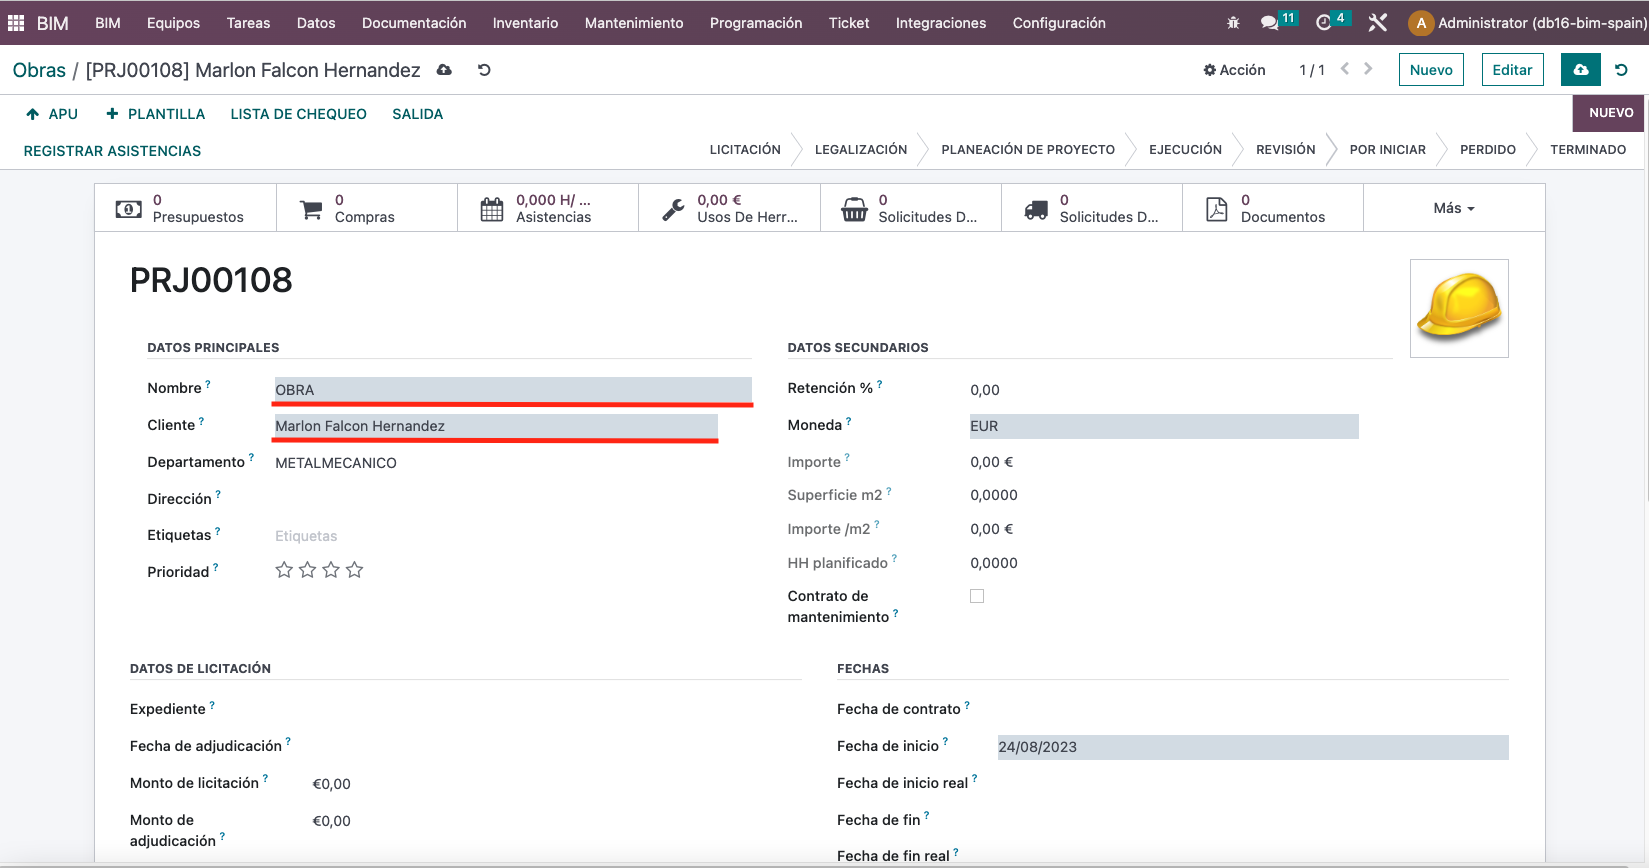 BIM BIM Equipos Tareas Datos Documentación Inventario Mantenimiento Programación Ticket Integraciones Configuración 11 4 A Administrator (db16-bim-spain)
Obras / [PRJ00108] Marlon Falcon Hernandez Acción 1 / 1 Nuevo Editar
APU PLANTILLA LISTA DE CHEQUEO SALIDA NUEVO
REGISTRAR ASISTENCIAS LICITACIÓN LEGALIZACIÓN PLANEACIÓN DE PROYECTO EJECUCIÓN REVISIÓN POR INICIAR PERDIDO TERMINADO
0 0 0,000 H/ ... 0,00 € 0 0 0
Presupuestos Compras Asistencias Usos De Herr... Solicitudes D... Solicitudes D... Documentos Más
PRJ00108
DATOS PRINCIPALES
Nombre ? OBRA
Cliente ? Marlon Falcon Hernandez
Departamento ? METALMECANICO
Dirección ?
Etiquetas ? Etiquetas
Prioridad ?
DATOS SECUNDARIOS
Retención % ? 0,00
Moneda ? EUR
Importe ? 0,00 €
Superficie m2 ? 0,0000
Importe /m2 ? 0,00 €
HH planificado ? 0,0000
Contrato de
mantenimiento ?
DATOS DE LICITACIÓN
Expediente ?
Fecha de adjudicación ?
Monto de licitación ? €0,00
Monto de €0,00
adjudicación ?
FECHAS
Fecha de contrato ?
Fecha de inicio ? 24/08/2023
Fecha de inicio real ?
Fecha de fin ?
Fecha de fin real ?